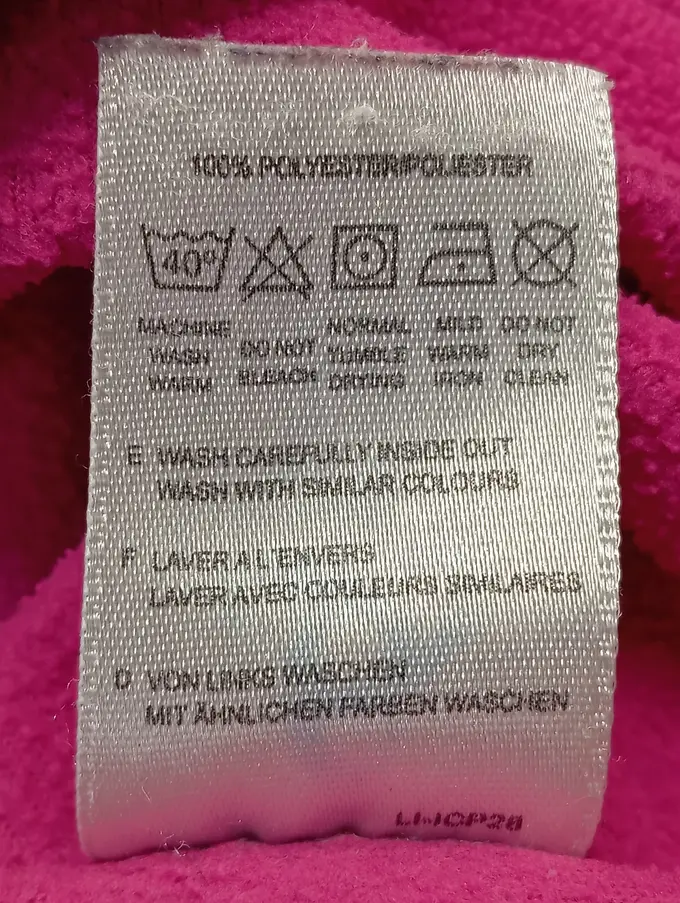 100% POLYESTER/POLIESTER
40°
MACHINE WASH WARM
DO NOT BLEACH
NORMAL TUMBLE DRYING
MILD WARM IRON
DO NOT DRY CLEAN
E WASH CAREFULLY INSIDE OUT
WASH WITH SIMILAR COLOURS
F LAVER A L'ENVERS
LAVER AVEC COULEURS SIMILAIRES
D VON LINKS WASCHEN
MIT ÄHNLICHEN FARBEN WASCHEN